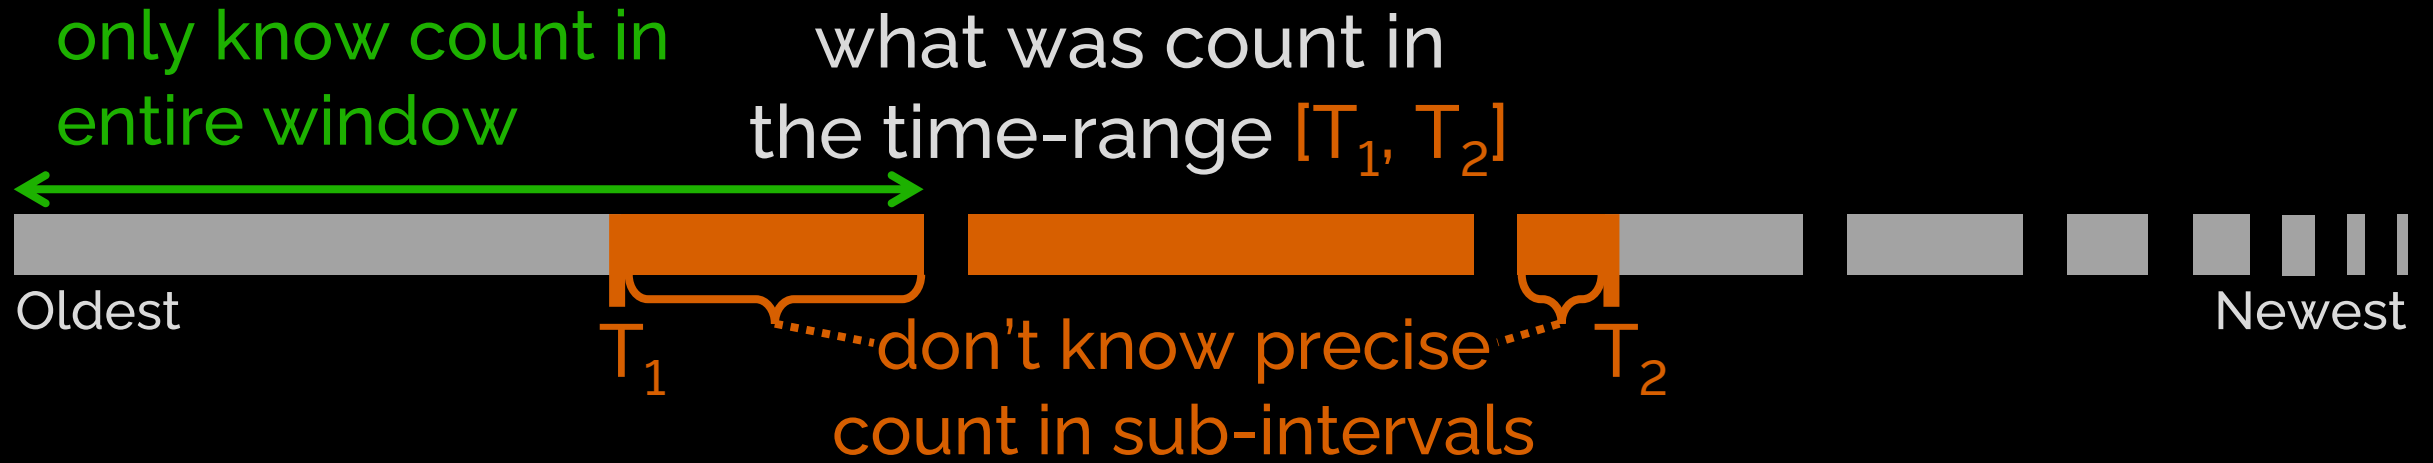 only know count in
entire window
what was count in
the time-range [T₁, T₂]
Oldest
Newest
T₁
don't know precise
count in sub-intervals
T₂